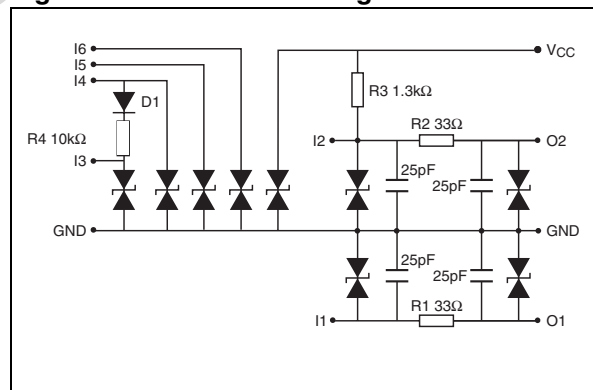 I6
I5
I4
D1
R4 10kΩ
I3
GND
VCC
R3 1.3kΩ
R2 33Ω
I2
O2
25pF
25pF
GND
25pF
25pF
R1 33Ω
I1
O1